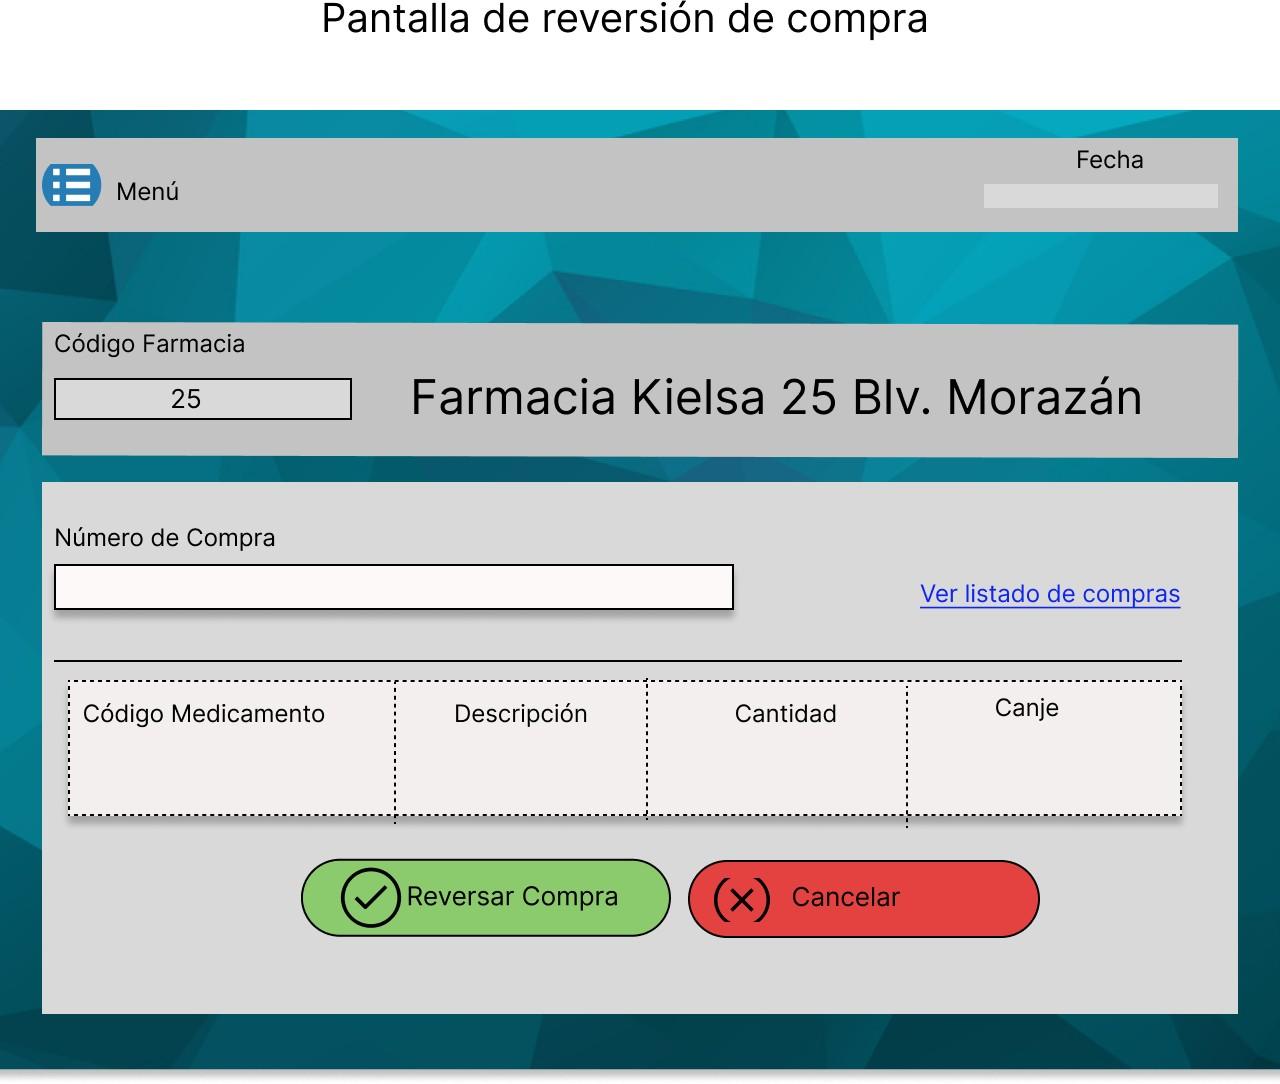 Pantalla de reversión de compra
Menú
Fecha
Código Farmacia
25
Farmacia Kielsa 25 Blv. Morazán
Número de Compra
Ver listado de compras
Código Medicamento
Descripción
Cantidad
Canje
Reversar Compra
Cancelar